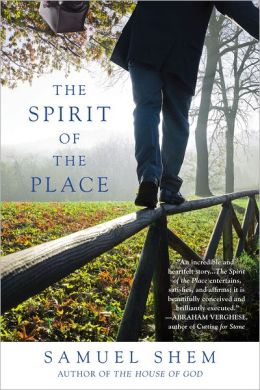 THE
SPIRIT
OF
THE
PLACE
"An incredible and
heartfelt story...The Spirit
of the Place entertains,
satisfies, and affirms; it is
beautifully conceived and
brilliantly executed."
—ABRAHAM VERGHESE,
author of Cutting for Stone
SAMUEL SHEM
AUTHOR OF THE HOUSE OF GOD